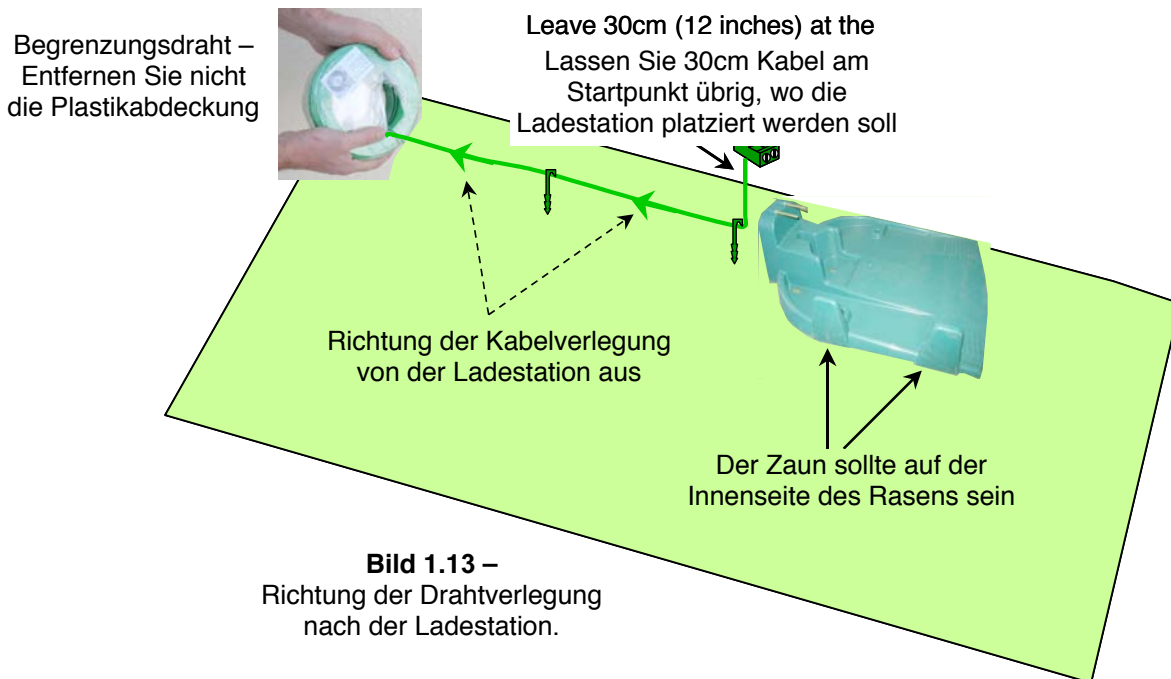 Begrenzungsdraht –
Entfernen Sie nicht
die Plastikabdeckung
Leave 30cm (12 inches) at the
Lassen Sie 30cm Kabel am
Startpunkt übrig, wo die
Ladestation platziert werden soll
Richtung der Kabelverlegung
von der Ladestation aus
Der Zaun sollte auf der
Innenseite des Rasens sein
Bild 1.13 –
Richtung der Drahtverlegung
nach der Ladestation.